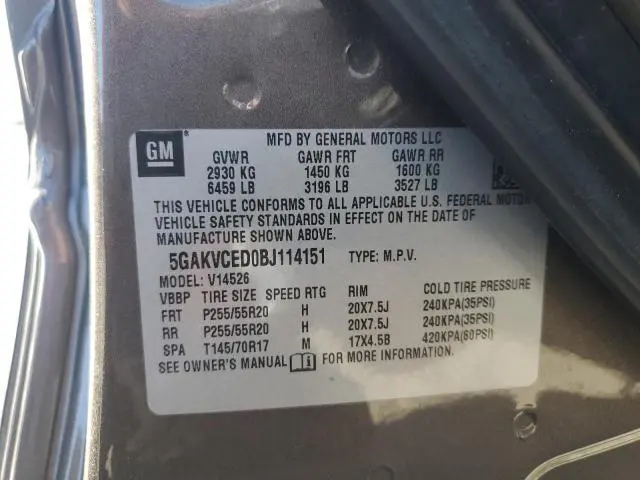 GM
MFD BY GENERAL MOTORS LLC
GVWR GAWR FRT GAWR RR
2930 KG 1450 KG 1600 KG
6459 LB 3196 LB 3527 LB
THIS VEHICLE CONFORMS TO ALL APPLICABLE U.S. FEDERAL MOTOR
VEHICLE SAFETY STANDARDS IN EFFECT ON THE DATE OF
MANUFACTURE SHOWN ABOVE.
5GAKVCED0BJ114151 TYPE: M.P.V.
MODEL: V14526
VBBP TIRE SIZE SPEED RTG RIM COLD TIRE PRESSURE
FRT P255/55R20 H 20X7.5J 240KPA(35PSI)
RR P255/55R20 H 20X7.5J 240KPA(35PSI)
SPA T145/70R17 M 17X4.5B 420KPA(60PSI)
SEE OWNER'S MANUAL FOR MORE INFORMATION.